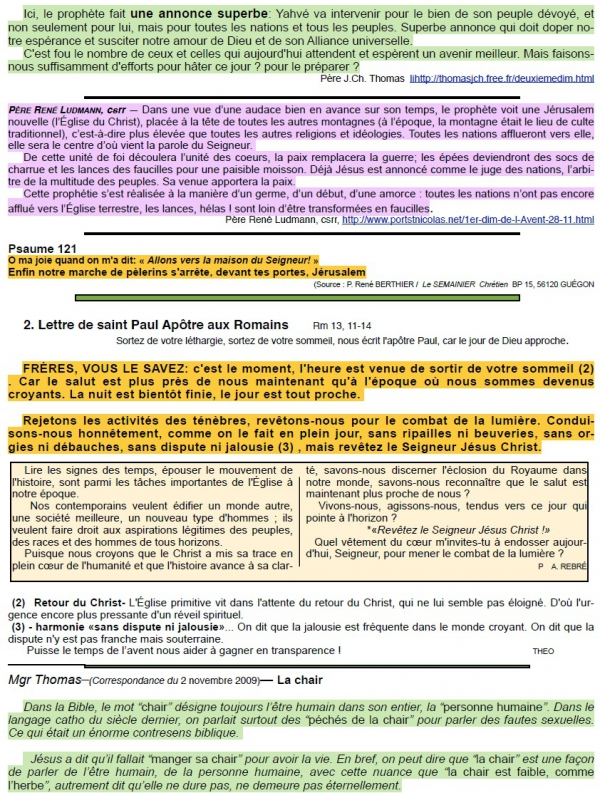 Ici, le prophète fait une annonce superbe: Yahvé va intervenir pour le bien de son peuple dévoyé, et
non seulement pour lui, mais pour toutes les nations et tous les peuples. Superbe annonce qui doit doper no-
tre espérance et susciter notre amour de Dieu et de son Alliance universelle.
C'est fou le nombre de ceux et celles qui aujourd'hui attendent et espèrent un avenir meilleur. Mais faisons-
nous suffisamment d'efforts pour hâter ce jour ? pour le préparer ?
Père J.Ch. Thomas lihttp://thomasjch.free.fr/deuxiemedim.html
PÈRE RENÉ LUDMANN, CSRR — Dans une vue d'une audace bien en avance sur son temps, le prophète voit une Jérusalem
nouvelle (l'Église du Christ), placée à la tête de toutes les autres montagnes (à l'époque, la montagne était le lieu de culte
traditionnel), c'est-à-dire plus élevée que toutes les autres religions et idéologies. Toutes les nations afflueront vers elle,
elle sera le centre d'où vient la parole du Seigneur.
De cette unité de foi découlera l'unité des coeurs, la paix remplacera la guerre; les épées deviendront des socs de
charrue et les lances des faucilles pour une paisible moisson. Déjà Jésus est annoncé comme le juge des nations, l'arbi-
tre de la multitude des peuples. Sa venue apportera la paix.
Cette prophétie s'est réalisée à la manière d'un germe, d'un début, d'une amorce : toutes les nations n'ont pas encore
afflué vers l'Église terrestre, les lances, hélas ! sont loin d'être transformées en faucilles.
Père René Ludmann, csrr, http://www.portstnicolas.net/1er-dim-de-l-Avent-28-11.html
Psaume 121
O ma joie quand on m'a dit: « Allons vers la maison du Seigneur! »
Enfin notre marche de pèlerins s'arrête, devant tes portes, Jérusalem
(Source : P. René BERTHIER / Le SEMAINIER Chrétien BP 15, 56120 GUÉGON
2. Lettre de saint Paul Apôtre aux Romains Rm 13, 11-14
Sortez de votre léthargie, sortez de votre sommeil, nous écrit l'apôtre Paul, car le jour de Dieu approche.
FRÈRES, VOUS LE SAVEZ: c'est le moment, l'heure est venue de sortir de votre sommeil (2)
. Car le salut est plus près de nous maintenant qu'à l'époque où nous sommes devenus
croyants. La nuit est bientôt finie, le jour est tout proche.
Rejetons les activités des ténèbres, revêtons-nous pour le combat de la lumière. Condui-
sons-nous honnêtement, comme on le fait en plein jour, sans ripailles ni beuveries, sans or-
gies ni débauches, sans dispute ni jalousie (3) , mais revêtez le Seigneur Jésus Christ.
Lire les signes des temps, épouser le mouvement de
l'histoire, sont parmi les tâches importantes de l'Église à
notre époque.
Nos contemporains veulent édifier un monde autre,
une société meilleure, un nouveau type d'hommes ; ils
veulent faire droit aux aspirations légitimes des peuples,
des races et des hommes de tous horizons.
Puisque nous croyons que le Christ a mis sa trace en
plein cœur de l'humanité et que l'histoire avance à sa clar-
té, savons-nous discerner l'éclosion du Royaume dans
notre monde, savons-nous reconnaître que le salut est
maintenant plus proche de nous ?
Vivons-nous, agissons-nous, tendus vers ce jour qui
pointe à l'horizon ?
*«Revêtez le Seigneur Jésus Christ !»
Quel vêtement du cœur m'invites-tu à endosser aujour-
d'hui, Seigneur, pour mener le combat de la lumière ?
P A. REBRÉ
(2) Retour du Christ- L'Église primitive vit dans l'attente du retour du Christ, qui ne lui semble pas éloigné. D'où l'ur-
gence encore plus pressante d'un réveil spirituel.
(3) - harmonie «sans dispute ni jalousie»... On dit que la jalousie est fréquente dans le monde croyant. On dit que la
dispute n'y est pas franche mais souterraine.
Puisse le temps de l'avent nous aider à gagner en transparence ! THEO
Mgr Thomas—(Correspondance du 2 novembre 2009)— La chair
Dans la Bible, le mot "chair" désigne toujours l'être humain dans son entier, la "personne humaine". Dans le
langage catho du siècle dernier, on parlait surtout des "péchés de la chair" pour parler des fautes sexuelles.
Ce qui était un énorme contresens biblique.
Jésus a dit qu'il fallait "manger sa chair" pour avoir la vie. En bref, on peut dire que "la chair" est une façon
de parler de l'être humain, de la personne humaine, avec cette nuance que "la chair est faible, comme
l'herbe", autrement dit qu'elle ne dure pas, ne demeure pas éternellement.